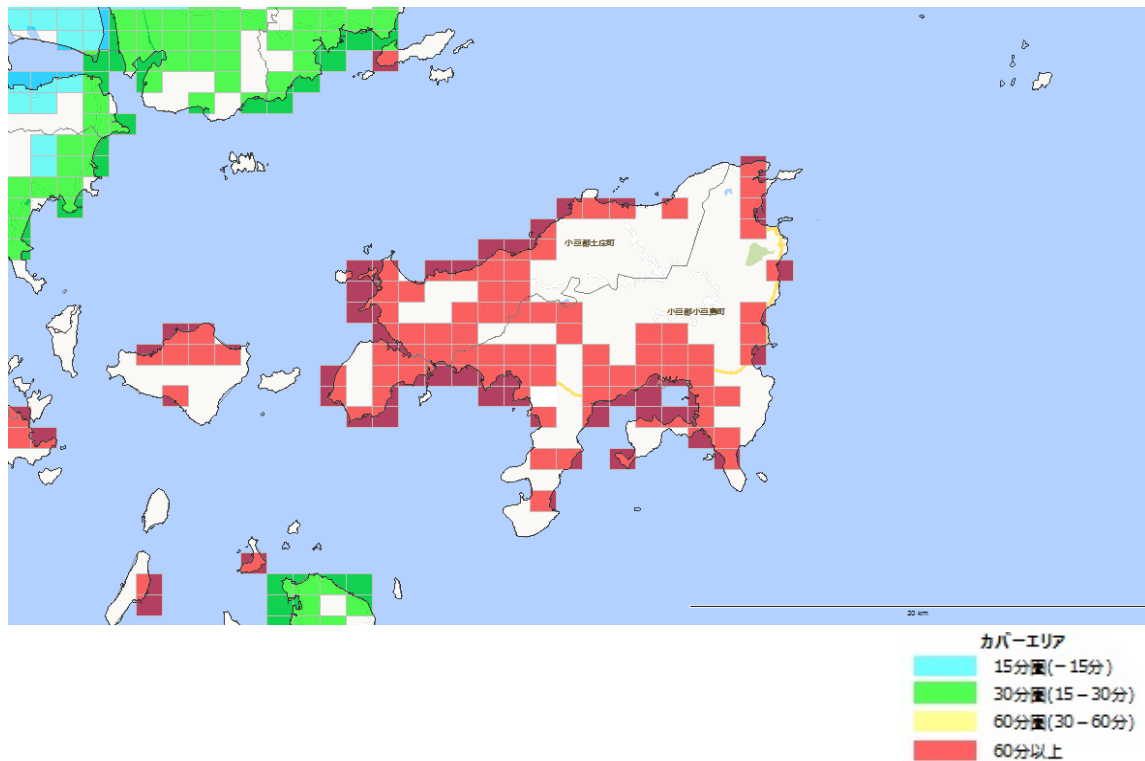 小豆郡土庄町
小豆郡小豆島町
20 km
カバーエリア
15分圏(－15分)
30分圏(15－30分)
60分圏(30－60分)
60分以上